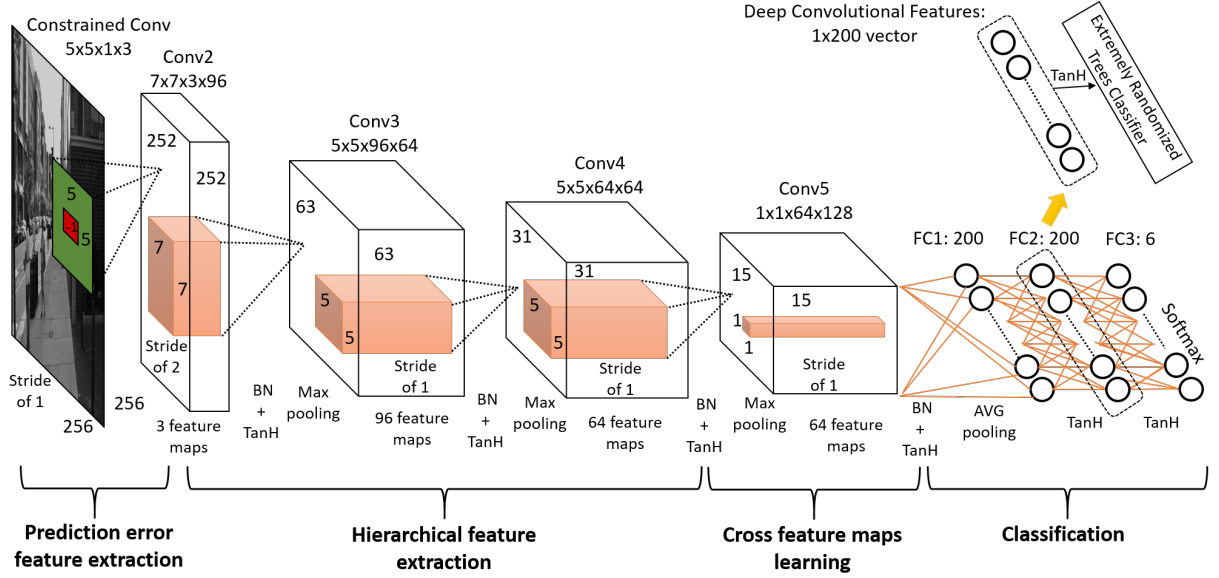 Constrained Conv
5x5x1x3
Conv2
7x7x3x96
Conv3
5x5x96x64
Conv4
5x5x64x64
Conv5
1x1x64x128
Deep Convolutional Features:
1x200 vector
TanH
Extremely Randomized
Trees Classifier
FC1: 200
FC2: 200
FC3: 6
Softmax
5
5
-1
252
252
7
7
63
63
5
5
31
31
5
5
15
15
1
1
Stride
of 1
256
256
Stride
of 2
3 feature
maps
BN
+
TanH
Max
pooling
Stride
of 1
96 feature
maps
BN
+
TanH
Max
pooling
Stride
of 1
64 feature
maps
BN
+
TanH
Max
pooling
Stride
of 1
64 feature
maps
BN
+
TanH
AVG
pooling
TanH
TanH
Prediction error
feature extraction
Hierarchical feature
extraction
Cross feature maps
learning
Classification